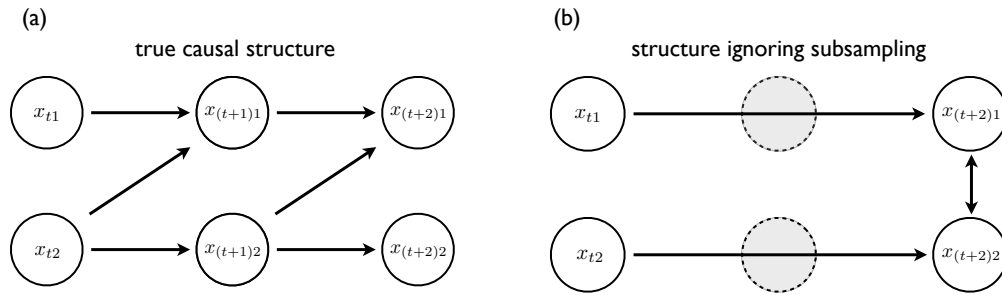 (a)
true causal structure
x_{t1}
x_{(t+1)1}
x_{(t+2)1}
x_{t2}
x_{(t+1)2}
x_{(t+2)2}
(b)
structure ignoring subsampling
x_{t1}
x_{(t+2)1}
x_{t2}
x_{(t+2)2}